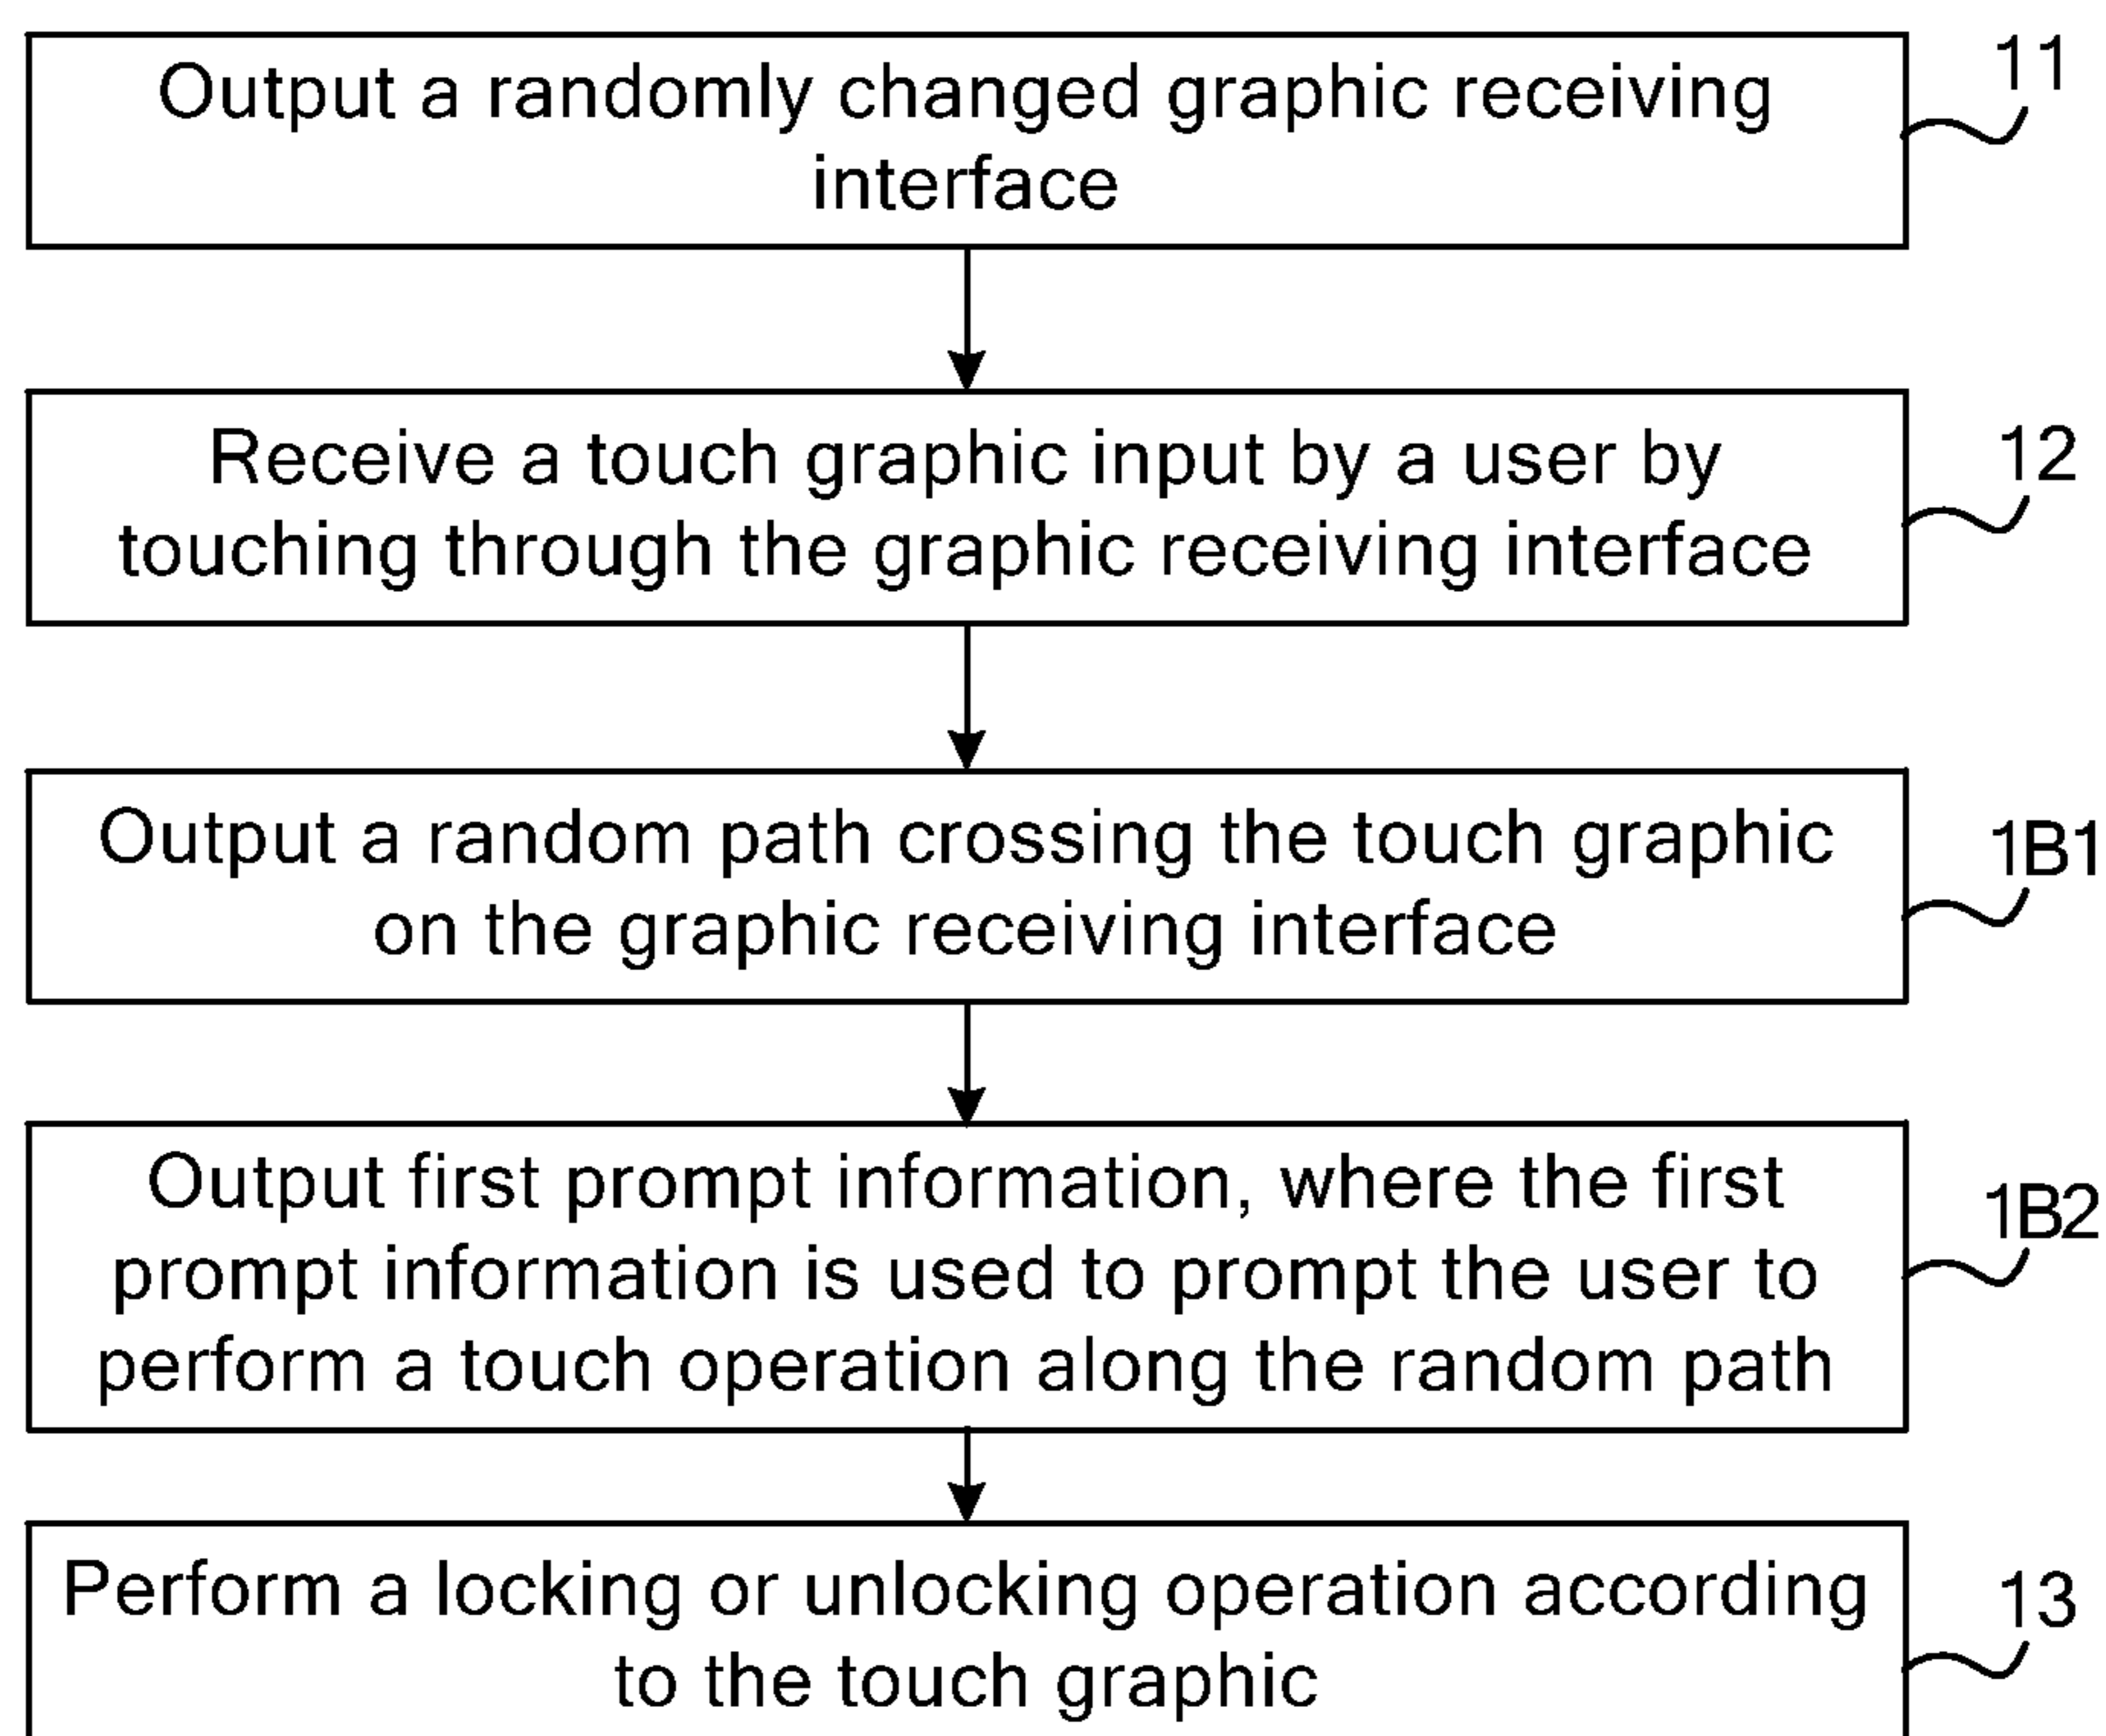 Output a randomly changed graphic receiving
interface
11
Receive a touch graphic input by a user by
touching through the graphic receiving interface
12
Output a random path crossing the touch graphic
on the graphic receiving interface
1B1
Output first prompt information, where the first
prompt information is used to prompt the user to
perform a touch operation along the random path
1B2
Perform a locking or unlocking operation according
to the touch graphic
13